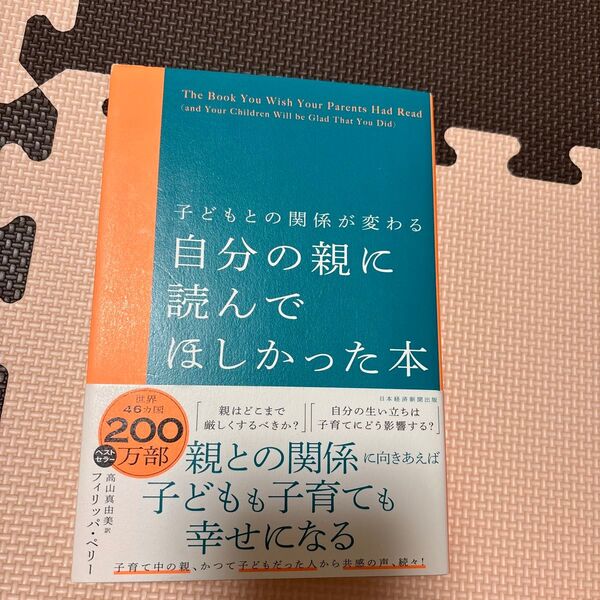 The Book You Wish Your Parents Had Read
(and Your Children Will be Glad That You Did)
子どもとの関係が変わる
自分の親に
読んで
ほしかった本
日本経済新聞出版
世界
46カ国
200
万部
ベスト
セラー
「親はどこまで
厳しくするべきか?」
「自分の生い立ちは
子育てにどう影響する?」
親との関係に向きあえば
子どもも子育ても
幸せになる
フィリッパ・ペリー
高山真由美 訳
子育て中の親、かつて子どもだった人から共感の声、続々!